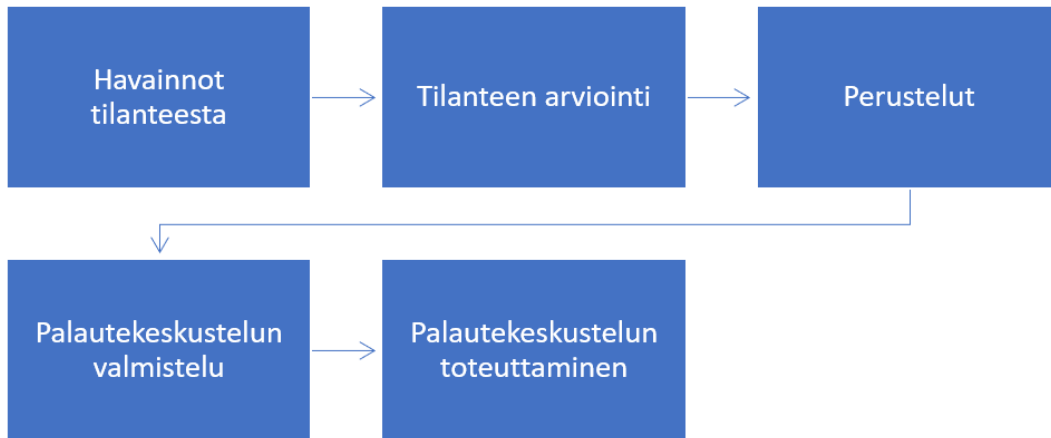 Havainnot
tilanteesta
Tilanteen arviointi
Perustelut
Palautekeskustelun
valmistelu
Palautekeskustelun
toteuttaminen